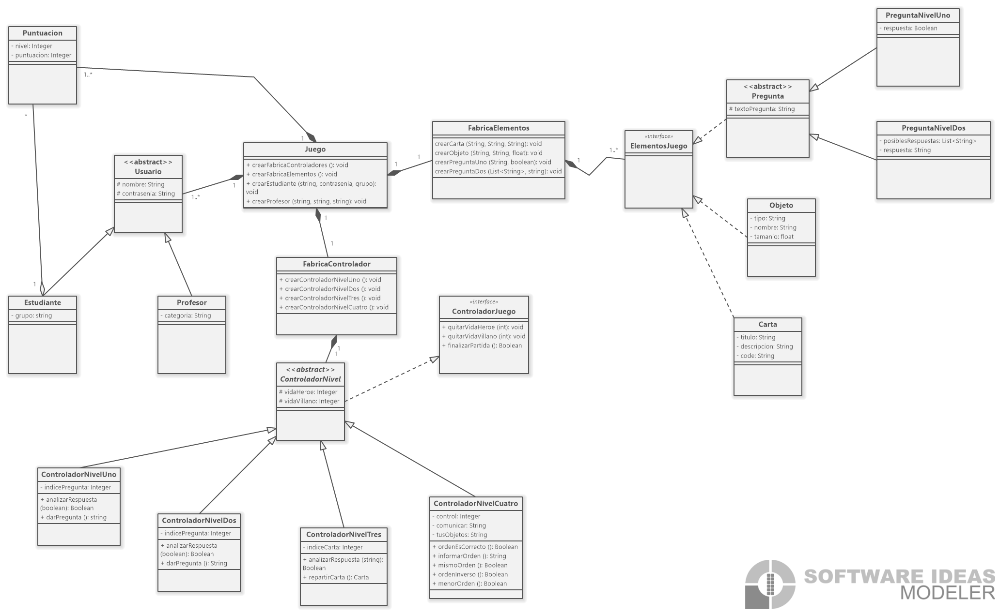 Puntuacion
- nivel: Integer
- puntuacion: Integer
1..*
*
1
<<abstract>>
Usuario
# nombre: String
# contrasenia: String
1..*
1
1
Juego
+ crearFabricaControladores (): void
+ crearFabricaElementos (): void
+ crearEstudiante (string, contrasenia, grupo):
void
+ crearProfesor (string, string, string): void
1
1
1
1
FabricaElementos
crearCarta (String, String, String): void
crearObjeto (String, String, float): void
crearPreguntaUno (String, boolean): void
crearPreguntaDos (List<String>, string): void
1
1..*
«interface»
ElementosJuego
<<abstract>>
Pregunta
# textoPregunta: String
PreguntaNivelUno
- respuesta: Boolean
PreguntaNivelDos
- posiblesRespuestas: List<String>
- respuesta: String
Objeto
- tipo: String
- nombre: String
- tamanio: float
Carta
- titulo: String
- descripcion: String
- code: String
Estudiante
- grupo: string
Profesor
- categoria: String
FabricaControlador
+ crearControladorNivelUno (): void
+ crearControladorNivelDos (): void
+ crearControladorNivelTres (): void
+ crearControladorNivelCuatro (): void
1
1
«interface»
ControladorJuego
+ quitarVidaHeroe (int): void
+ quitarVidaVillano (int): void
+ finalizarPartida (): Boolean
<<abstract>>
ControladorNivel
# vidaHeroe: Integer
# vidaVillano: Integer
ControladorNivelUno
- indicePregunta: Integer
+ analizarRespuesta
(boolean): Boolean
+ darPregunta (): string
ControladorNivelDos
- indicePregunta: Integer
+ analizarRespuesta
(boolean): Boolean
+ darPregunta (): String
ControladorNivelTres
- indiceCarta: Integer
+ analizarRespuesta (string):
Boolean
+ repartirCarta (): Carta
ControladorNivelCuatro
- control: Integer
- comunicar: String
- tusObjetos: String
+ ordenEsCorrecto (): Boolean
+ informarOrden (): String
+ mismoOrden (): Boolean
+ ordenInverso (): Boolean
+ menorOrden (): Boolean
SOFTWARE IDEAS
MODELER